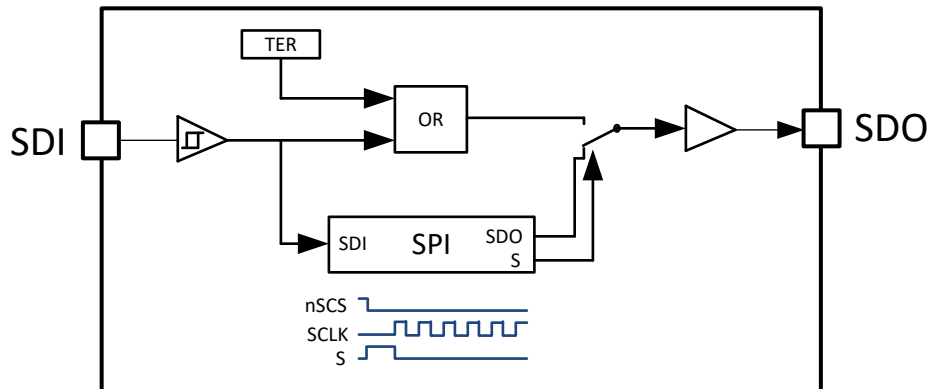 TER
OR
SDI
SDO
SDI
SPI
SDO
S
nSCS
SCLK
S